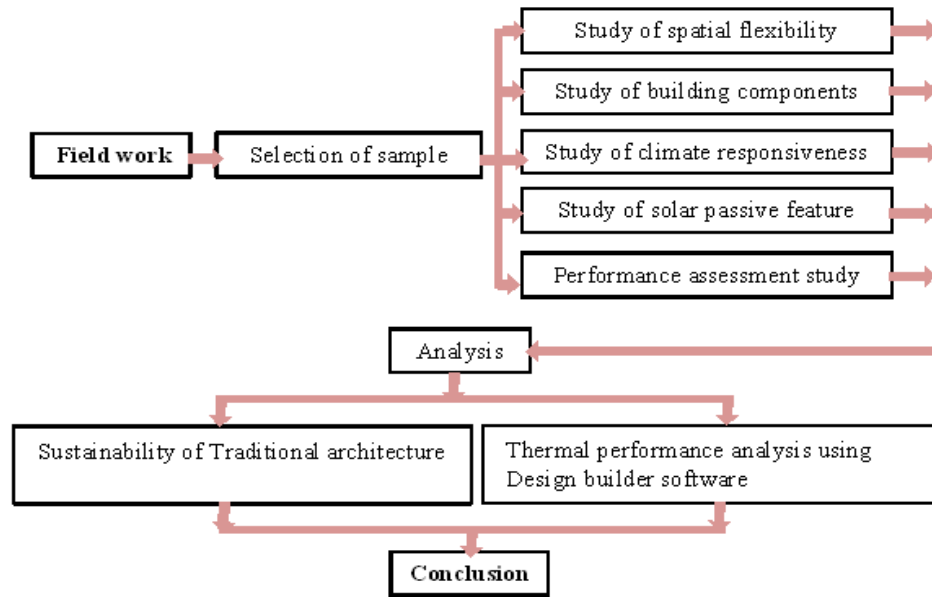 Field work
Selection of sample
Study of spatial flexibility
Study of building components
Study of climate responsiveness
Study of solar passive feature
Performance assessment study
Analysis
Sustainability of Traditional architecture
Thermal performance analysis using
Design builder software
Conclusion